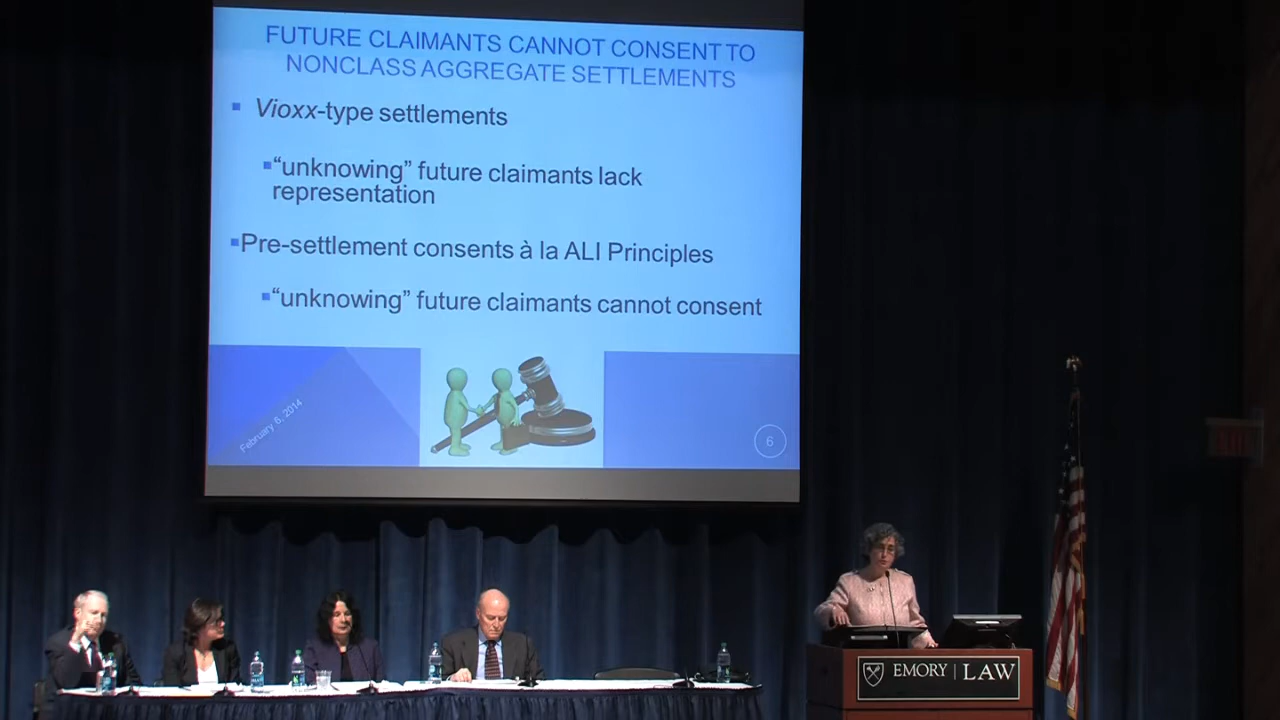 FUTURE CLAIMANTS CANNOT CONSENT TO
NONCLASS AGGREGATE SETTLEMENTS
▪ Vioxx-type settlements
▪“unknowing” future claimants lack
representation
▪Pre-settlement consents à la ALI Principles
▪“unknowing” future claimants cannot consent
February 6, 2014
6
EMORY | LAW